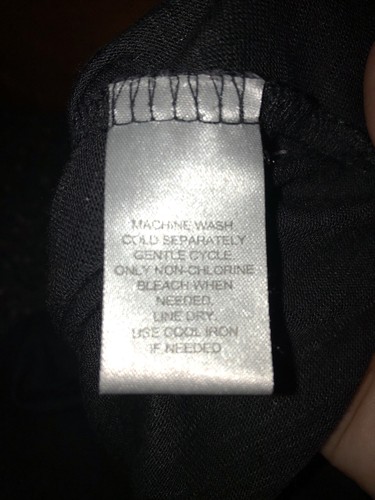 MACHINE WASH
COLD SEPARATELY
GENTLE CYCLE.
ONLY NON-CHLORINE
BLEACH WHEN
NEEDED.
LINE DRY.
USE COOL IRON
IF NEEDED